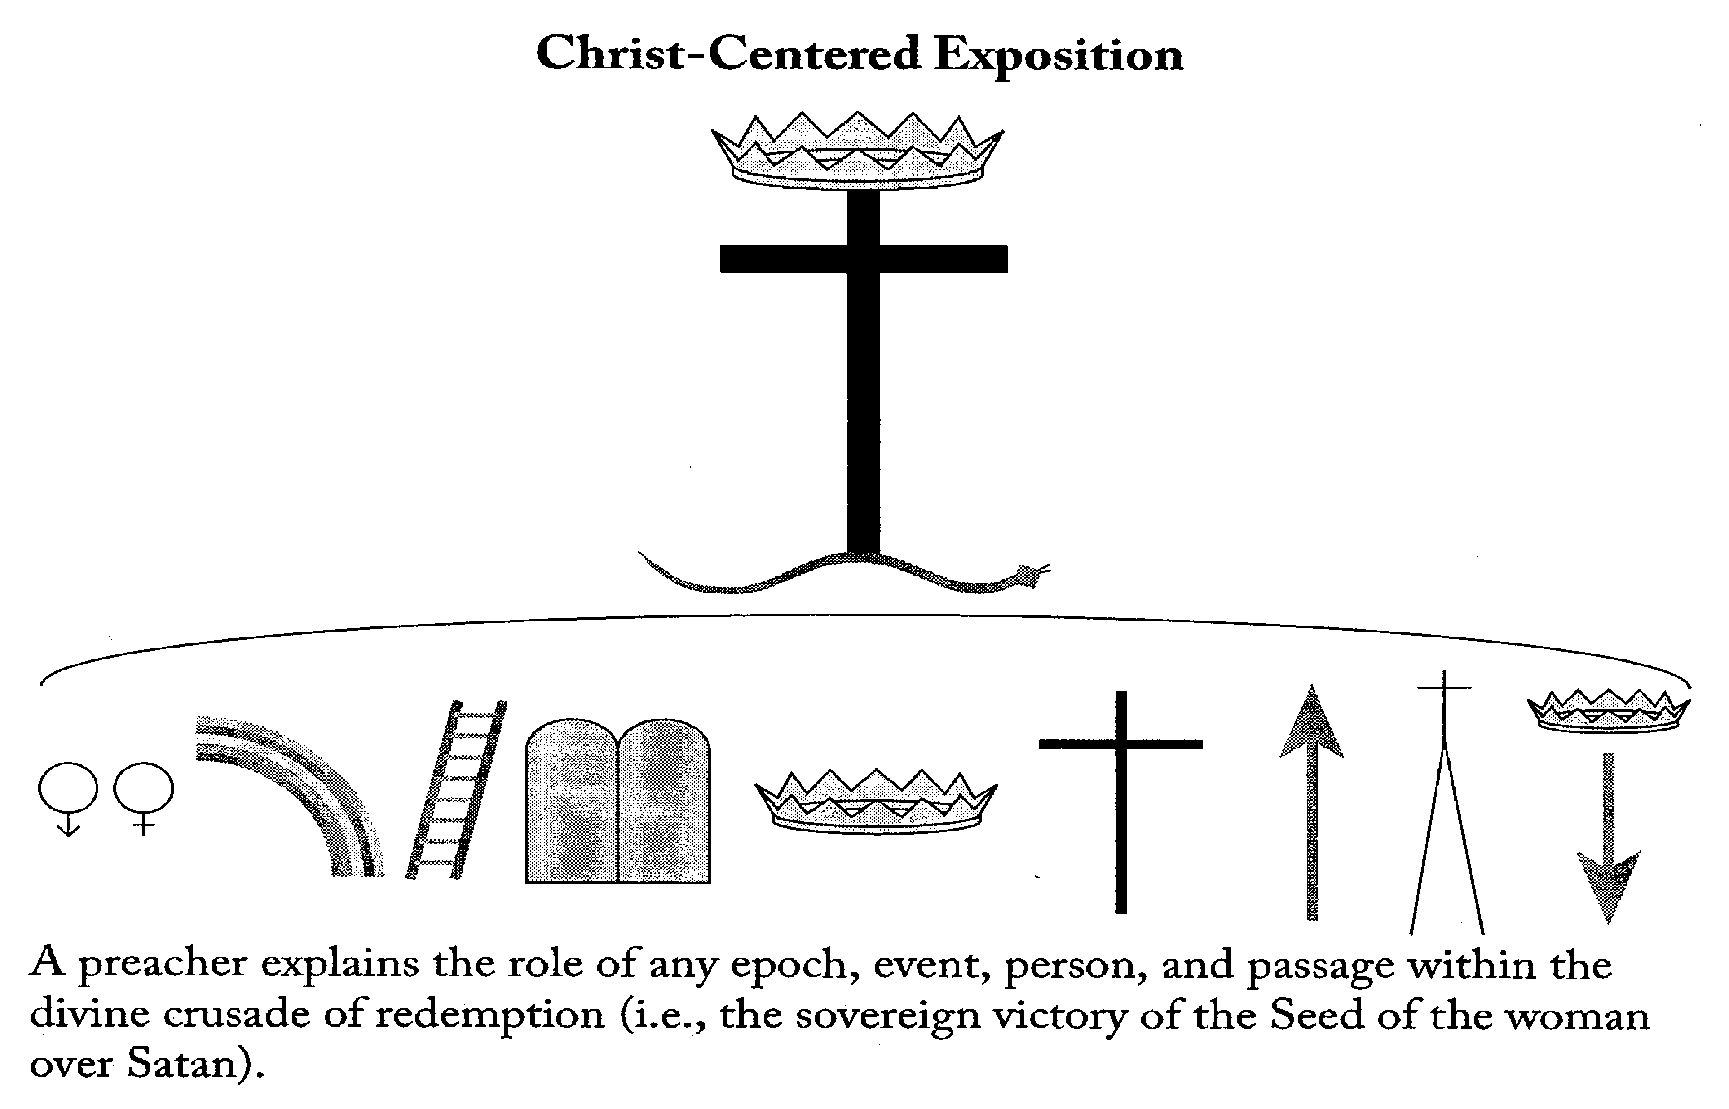 Christ-Centered Exposition
A preacher explains the role of any epoch, event, person, and passage within the
divine crusade of redemption (i.e., the sovereign victory of the Seed of the woman
over Satan).